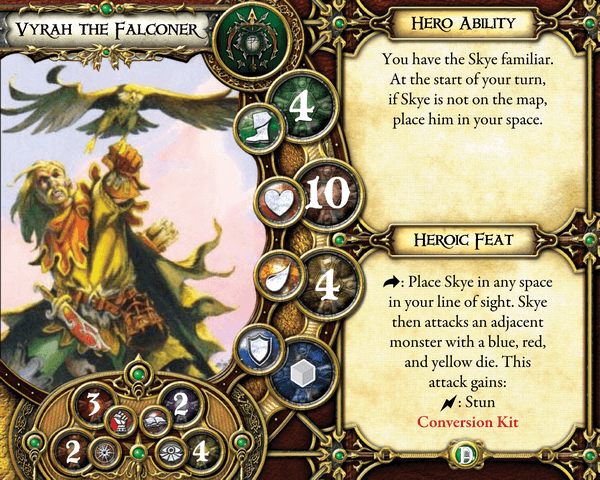 Vyrah the Falconer
4
10
4
3
2
2
4
Hero Ability
You have the Skye familiar.
At the start of your turn,
if Skye is not on the map,
place him in your space.
Heroic Feat
: Place Skye in any space
in your line of sight. Skye
then attacks an adjacent
monster with a blue, red,
and yellow die. This
attack gains:
: Stun
Conversion Kit
D